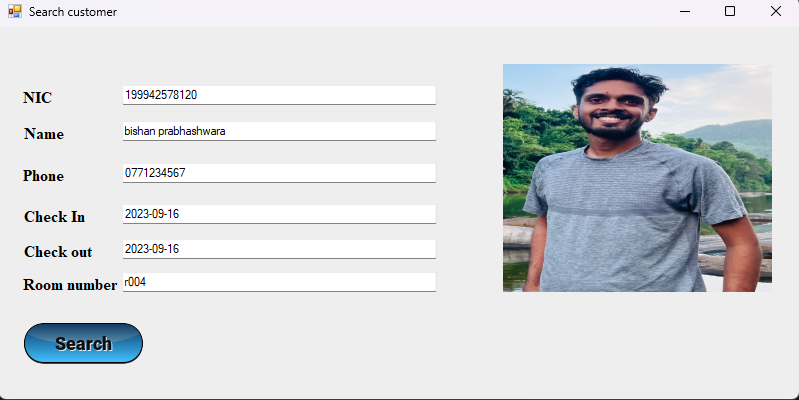 Search customer
NIC 199942578120
Name bishan prabhashwara
Phone 0771234567
Check In 2023-09-16
Check out 2023-09-16
Room number r004
Search